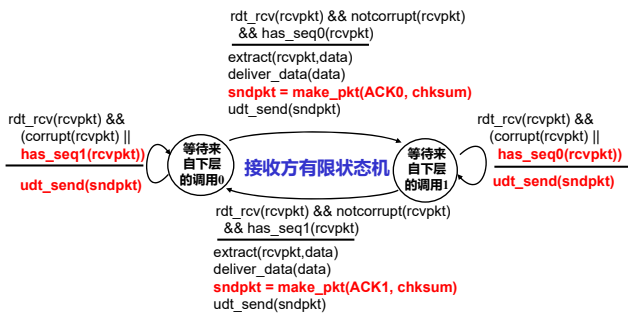 rdt_rcv(rcvpkt) && notcorrupt(rcvpkt)
&& has_seq0(rcvpkt)
extract(rcvpkt,data)
deliver_data(data)
sndpkt = make_pkt(ACK0, chksum)
udt_send(sndpkt)
rdt_rcv(rcvpkt) &&
(corrupt(rcvpkt) ||
has_seq1(rcvpkt))
udt_send(sndpkt)
等待来
自下层
的调用0
接收方有限状态机
等待来
自下层
的调用1
rdt_rcv(rcvpkt) &&
(corrupt(rcvpkt) ||
has_seq0(rcvpkt))
udt_send(sndpkt)
rdt_rcv(rcvpkt) && notcorrupt(rcvpkt)
&& has_seq1(rcvpkt)
extract(rcvpkt,data)
deliver_data(data)
sndpkt = make_pkt(ACK1, chksum)
udt_send(sndpkt)